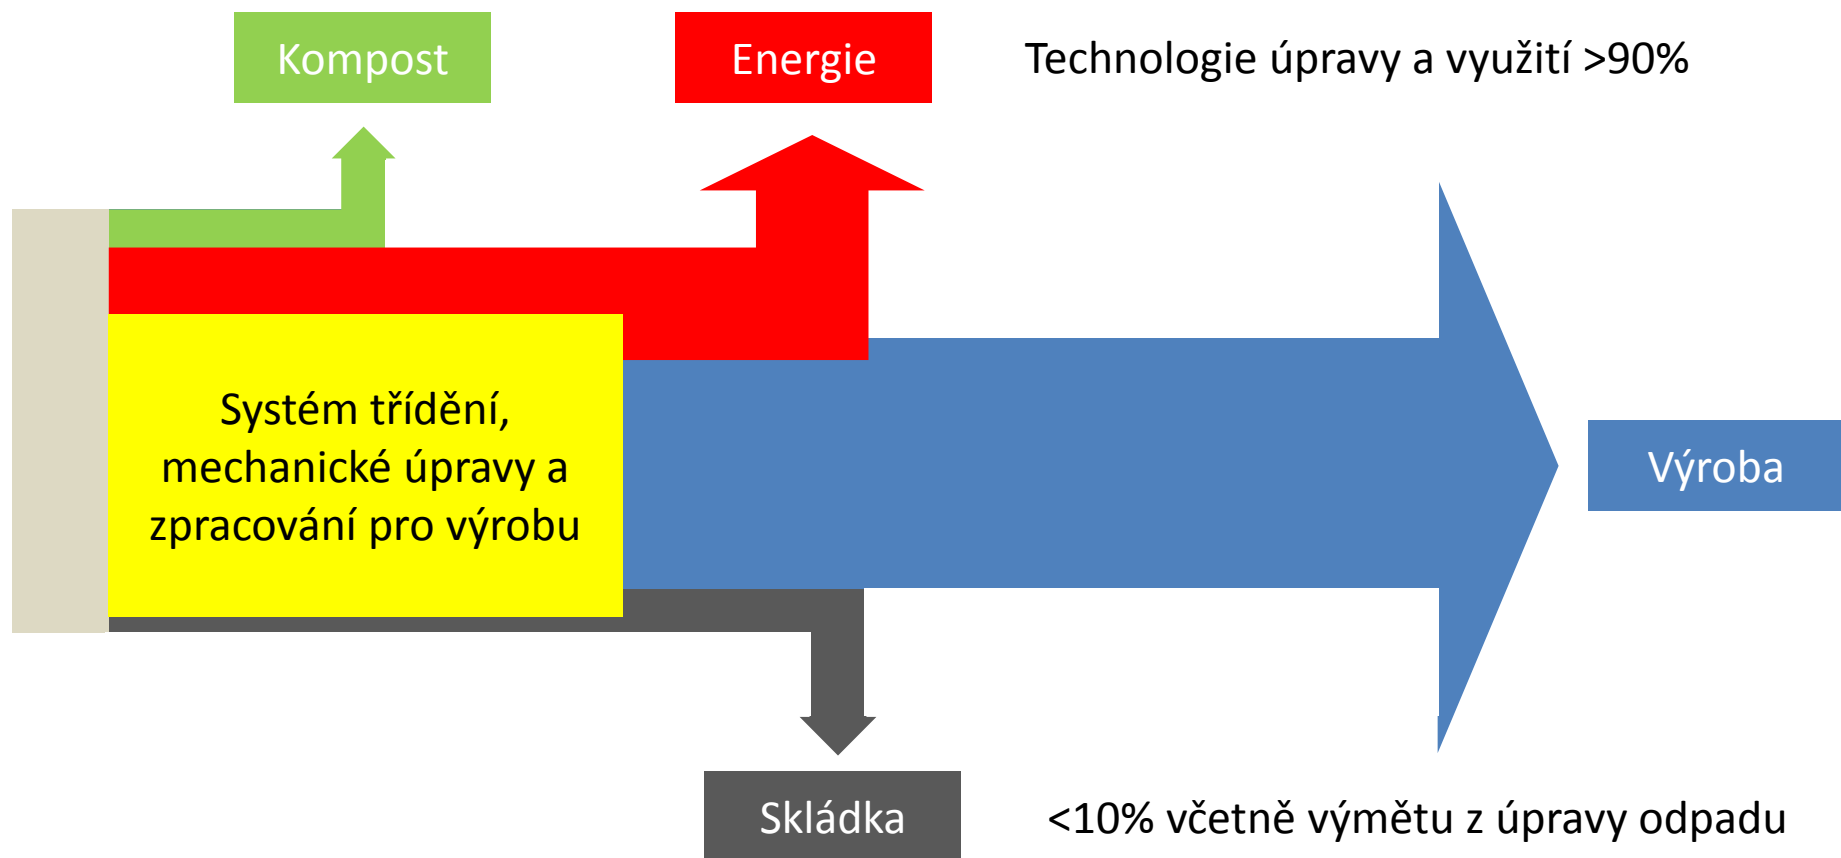 Kompost
Energie
Technologie úpravy a využití >90%
Systém třídění,
mechanické úpravy a
zpracování pro výrobu
Výroba
Skládka
<10% včetně výmětu z úpravy odpadu